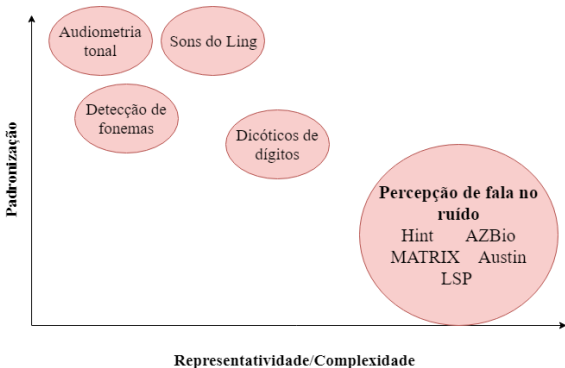 Audiometria
tonal
Sons do Ling
Detecção de
fonemas
Dicóticos de
dígitos
Percepção de fala no
ruído
Hint AZBio
MATRIX Austin
LSP
Padronização
Representatividade/Complexidade